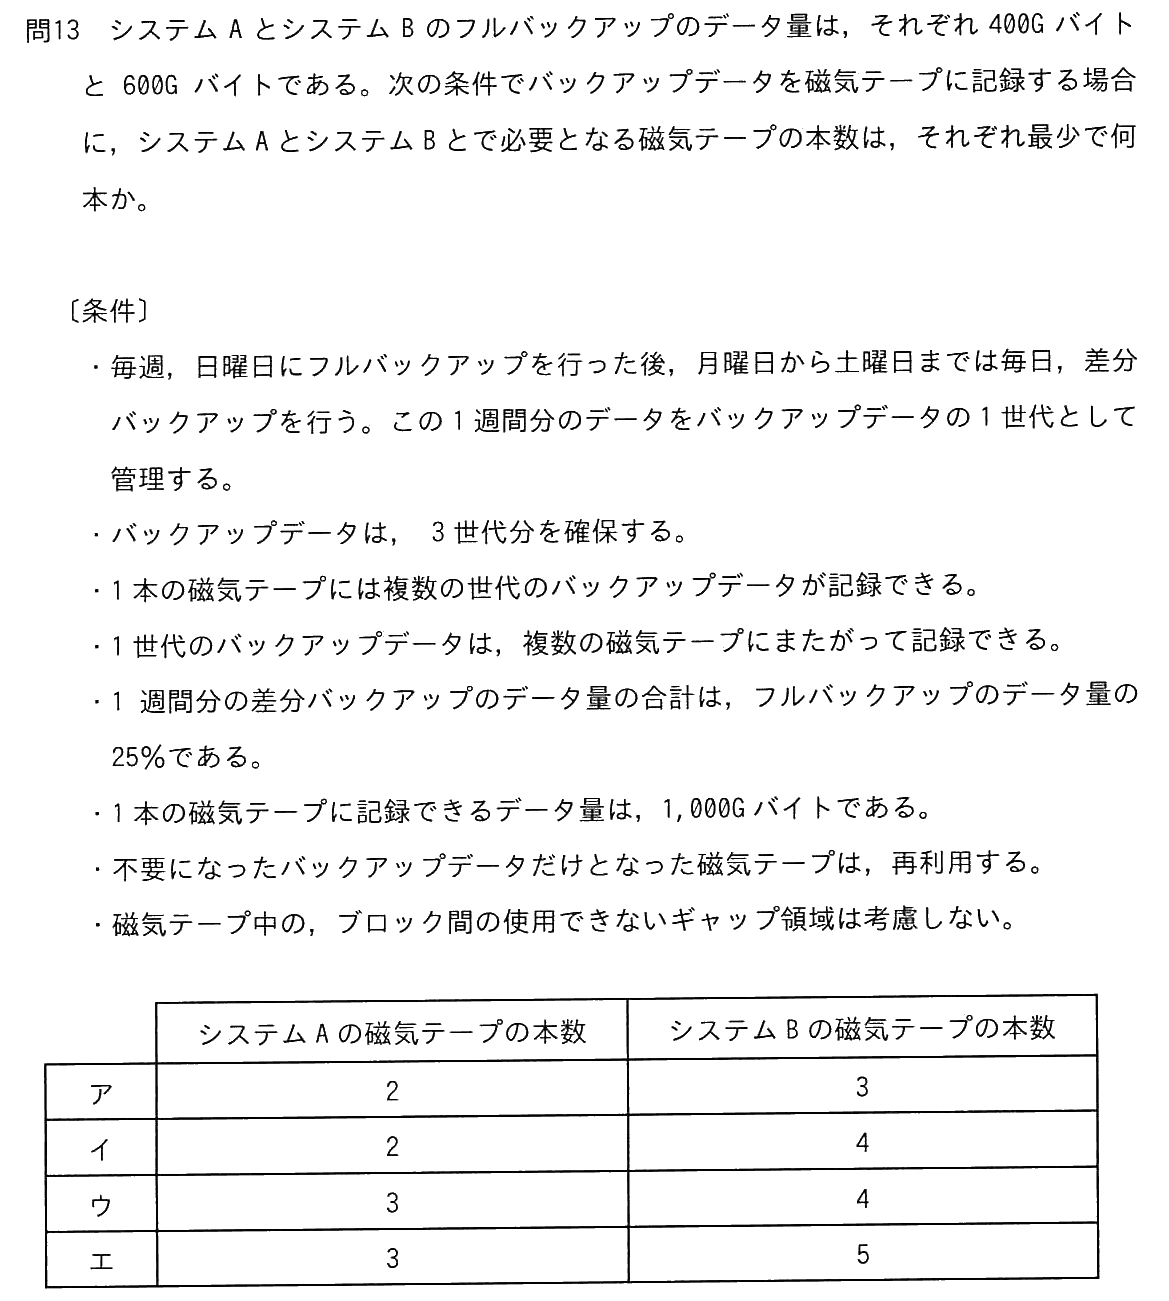 問13 システム A とシステム B のフルバックアップのデータ量は，それぞれ 400G バイト
と 600G バイトである。次の条件でバックアップデータを磁気テープに記録する場合
に，システム A とシステム B とで必要となる磁気テープの本数は，それぞれ最少で何
本か。
〔条件〕
・毎週，日曜日にフルバックアップを行った後，月曜日から土曜日までは毎日，差分
バックアップを行う。この 1 週間分のデータをバックアップデータの 1 世代として
管理する。
・バックアップデータは， 3 世代分を確保する。
・1 本の磁気テープには複数の世代のバックアップデータが記録できる。
・1 世代のバックアップデータは，複数の磁気テープにまたがって記録できる。
・1 週間分の差分バックアップのデータ量の合計は，フルバックアップのデータ量の
25％である。
・1 本の磁気テープに記録できるデータ量は，1,000G バイトである。
・不要になったバックアップデータだけとなった磁気テープは，再利用する。
・磁気テープ中の，ブロック間の使用できないギャップ領域は考慮しない。
システム A の磁気テープの本数 システム B の磁気テープの本数
ア 2 3
イ 2 4
ウ 3 4
エ 3 5